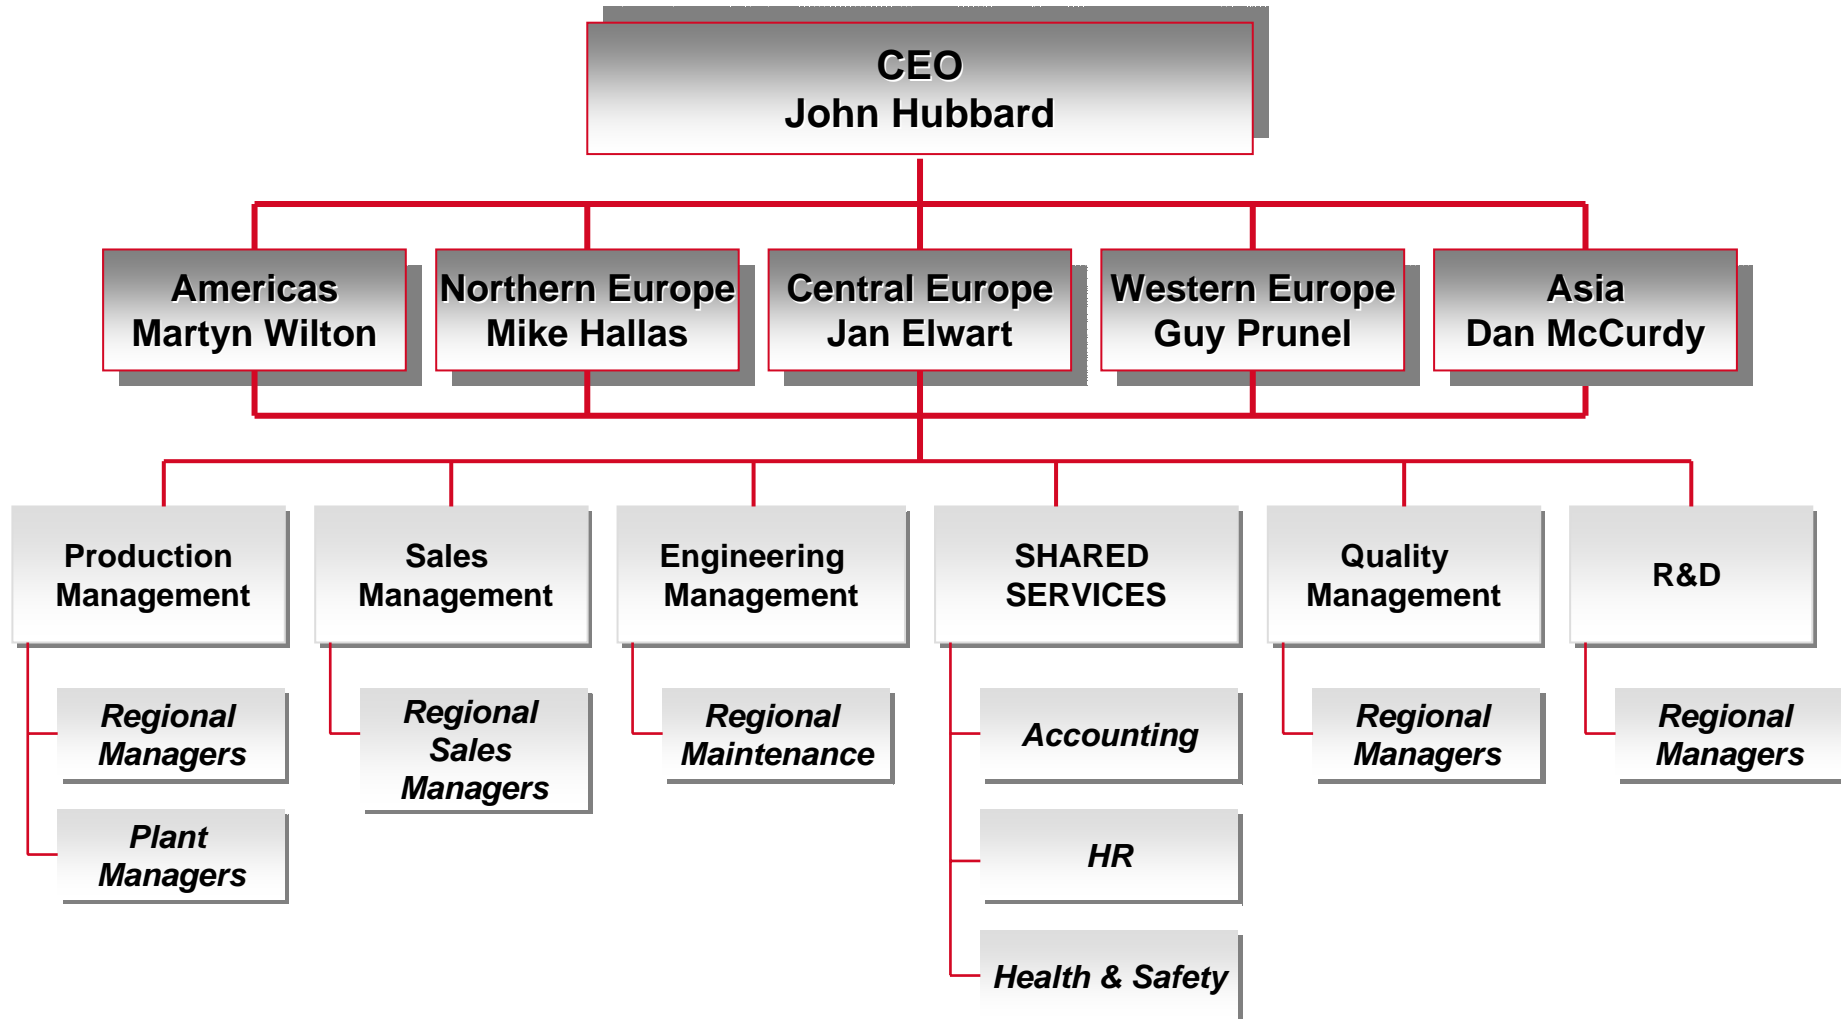 CEO
John Hubbard
Americas
Martyn Wilton
Northern Europe
Mike Hallas
Central Europe
Jan Elwart
Western Europe
Guy Prunel
Asia
Dan McCurdy
Production
Management
Sales
Management
Engineering
Management
SHARED
SERVICES
Quality
Management
R&D
Regional
Managers
Plant
Managers
Regional
Sales
Managers
Regional
Maintenance
Accounting
HR
Health & Safety
Regional
Managers
Regional
Managers